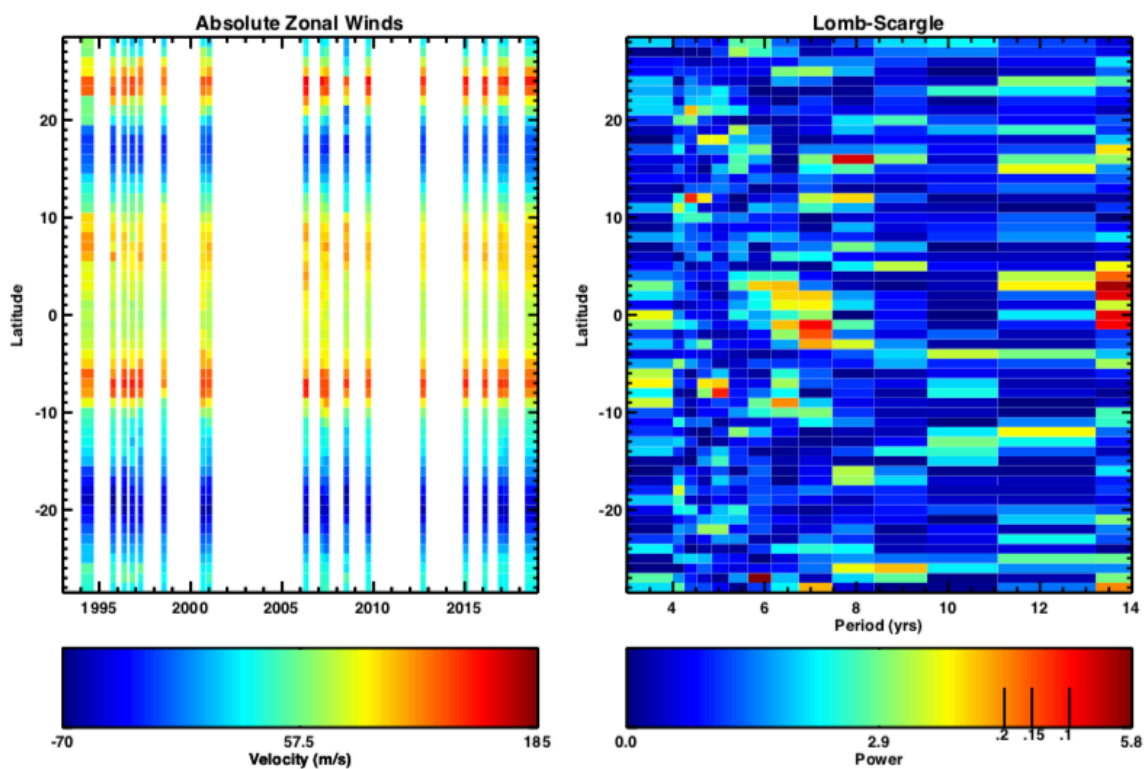 Absolute Zonal Winds
Lomb-Scargle
Latitude
20
10
0
-10
-20
1995 2000 2005 2010 2015
Latitude
20
10
0
-10
-20
4 6 8 10 12 14
Period (yrs)
-70 57.5 185
Velocity (m/s)
.2 .15 .1
0.0 2.9 5.8
Power